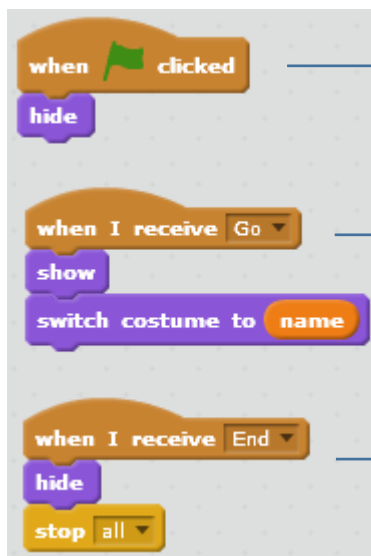 when clicked
hide
when I receive Go
show
switch costume to name
when I receive End
hide
stop all